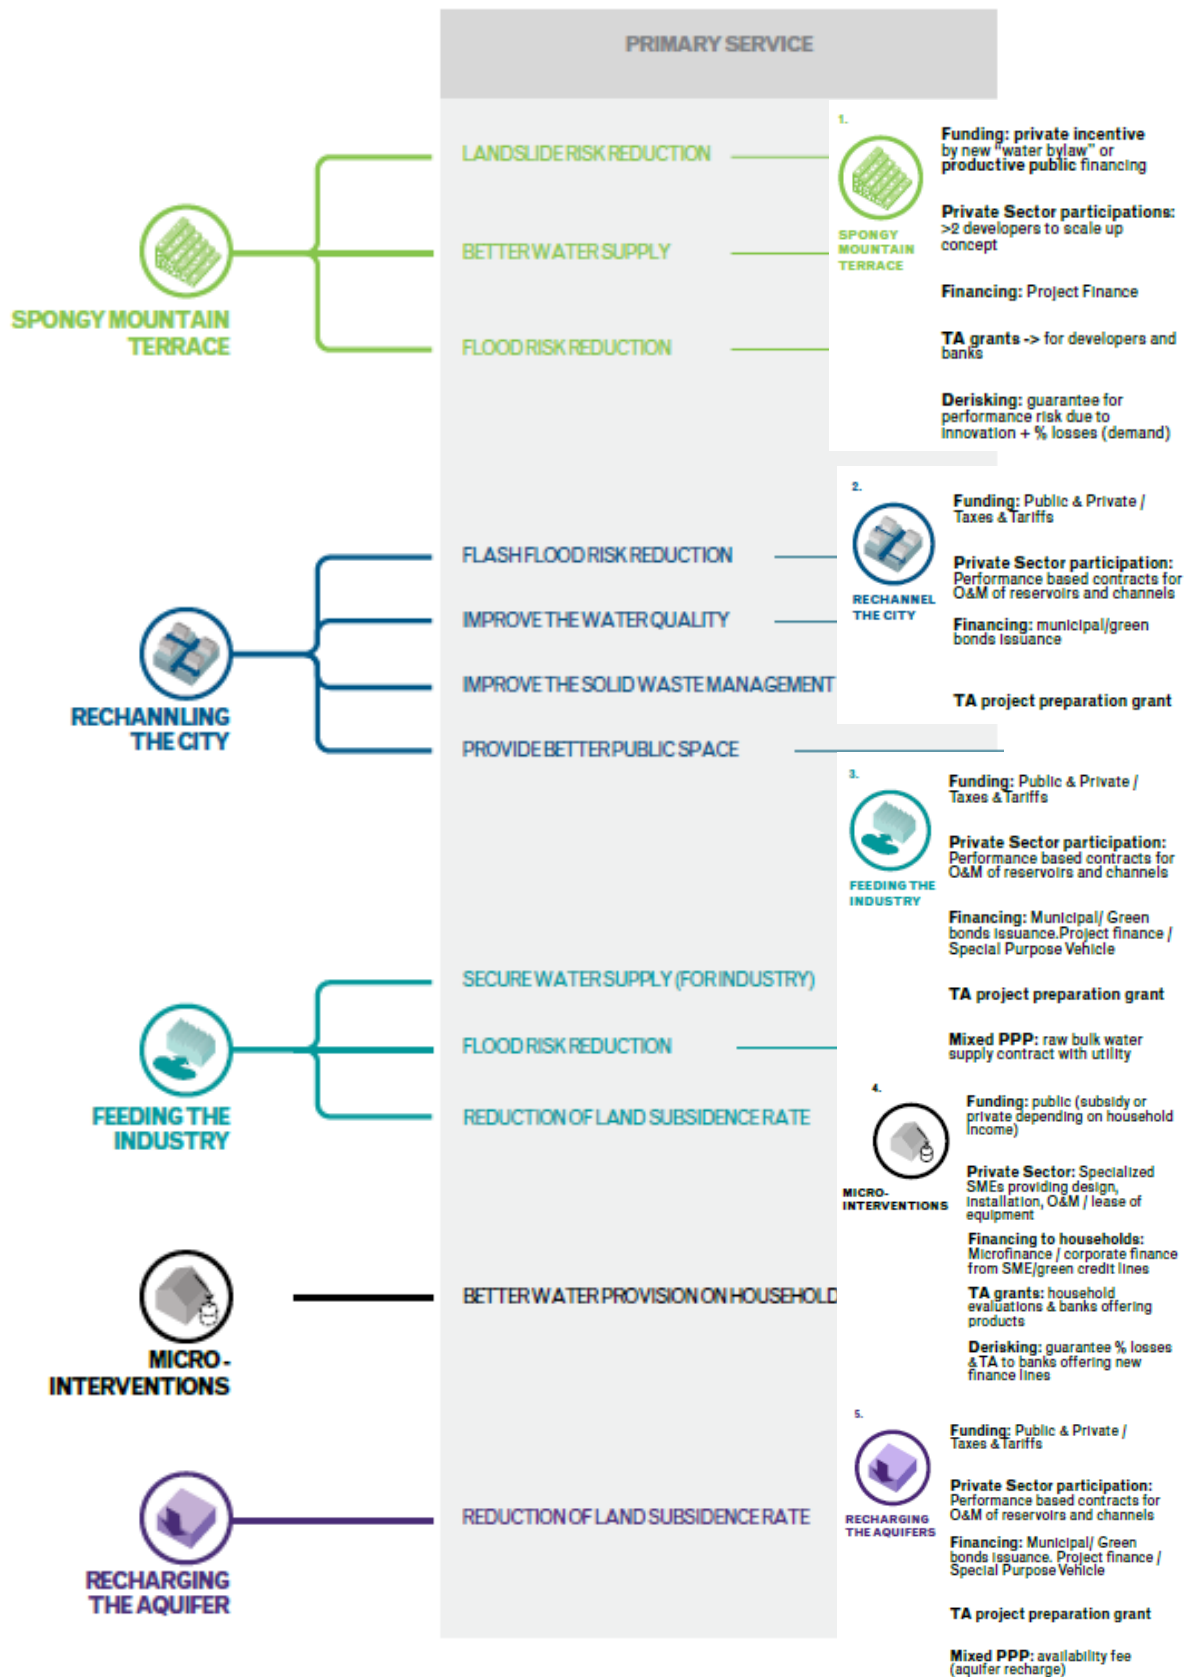 PRIMARY SERVICE
SPONGY MOUNTAIN
TERRACE
LANDSLIDE RISK REDUCTION
BETTER WATER SUPPLY
FLOOD RISK REDUCTION
1.
SPONGY
MOUNTAIN
TERRACE
Funding: private incentive
by new "water bylaw" or
productive public financing
Private Sector participations:
>2 developers to scale up
concept
Financing: Project Finance
TA grants -> for developers and
banks
Derisking: guarantee for
performance risk due to
innovation + % losses (demand)
RECHANNLING
THE CITY
FLASH FLOOD RISK REDUCTION
IMPROVE THE WATER QUALITY
IMPROVE THE SOLID WASTE MANAGEMENT
PROVIDE BETTER PUBLIC SPACE
2.
RECHANNEL
THE CITY
Funding: Public & Private /
Taxes & Tariffs
Private Sector participation:
Performance based contracts for
O&M of reservoirs and channels
Financing: municipal/green
bonds issuance
TA project preparation grant
FEEDING THE
INDUSTRY
SECURE WATER SUPPLY (FOR INDUSTRY)
FLOOD RISK REDUCTION
REDUCTION OF LAND SUBSIDENCE RATE
3.
FEEDING THE
INDUSTRY
Funding: Public & Private /
Taxes & Tariffs
Private Sector participation:
Performance based contracts for
O&M of reservoirs and channels
Financing: Municipal/ Green
bonds issuance.Project finance /
Special Purpose Vehicle
TA project preparation grant
Mixed PPP: raw bulk water
supply contract with utility
MICRO-
INTERVENTIONS
BETTER WATER PROVISION ON HOUSEHOLD
4.
MICRO-
INTERVENTIONS
Funding: public (subsidy or
private depending on household
income)
Private Sector: Specialized
SMEs providing design,
installation, O&M / lease of
equipment
Financing to households:
Microfinance / corporate finance
from SME/green credit lines
TA grants: household
evaluations & banks offering
products
Derisking: guarantee % losses
& TA to banks offering new
finance lines
RECHARGING
THE AQUIFER
REDUCTION OF LAND SUBSIDENCE RATE
5.
RECHARGING
THE AQUIFERS
Funding: Public & Private /
Taxes & Tariffs
Private Sector participation:
Performance based contracts for
O&M of reservoirs and channels
Financing: Municipal/ Green
bonds issuance. Project finance /
Special Purpose Vehicle
TA project preparation grant
Mixed PPP: availability fee
(aquifer recharge)